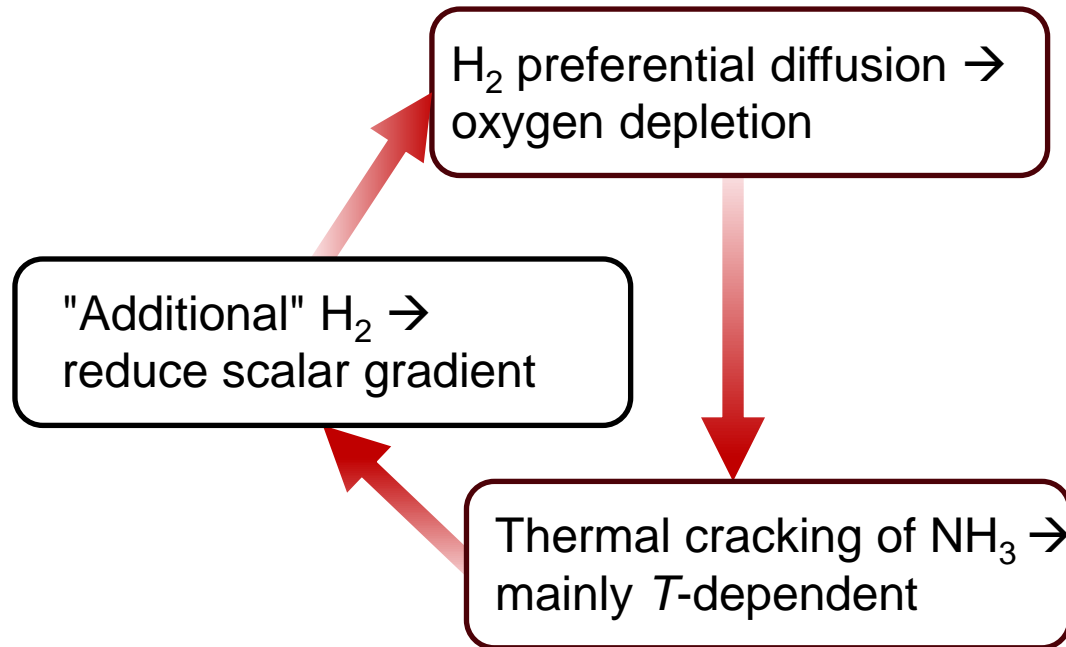 H₂ preferential diffusion →
oxygen depletion
"Additional" H₂ →
reduce scalar gradient
Thermal cracking of NH₃ →
mainly T-dependent